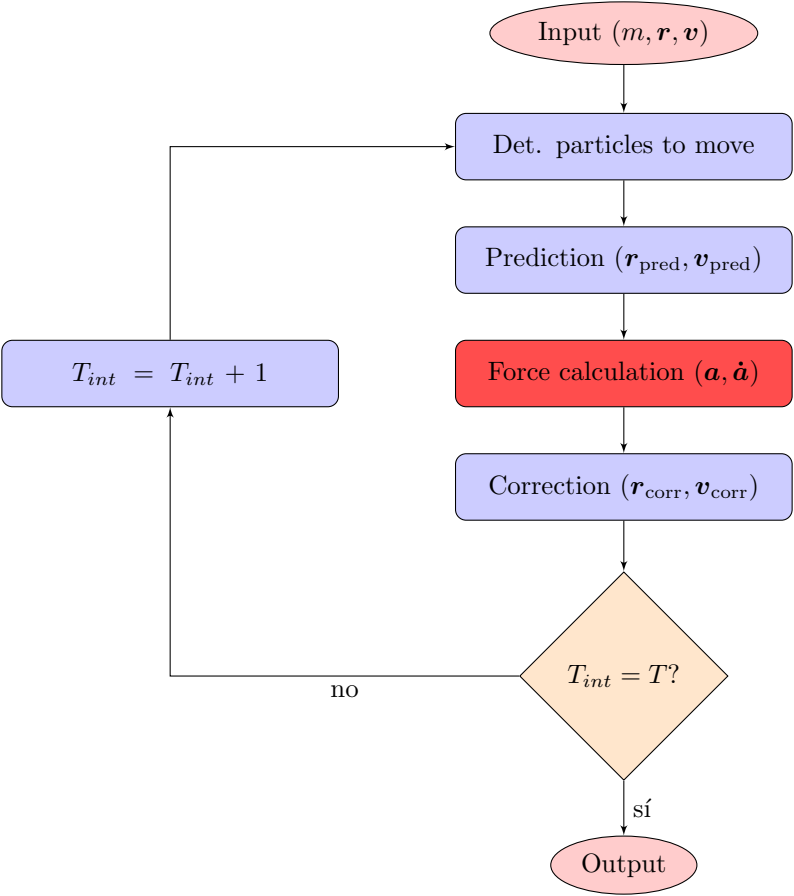 Input (m, r, v)
Det. particles to move
Prediction (r_pred, v_pred)
T_int = T_int + 1
Force calculation (a, ȧ)
Correction (r_corr, v_corr)
T_int = T?
no
sí
Output